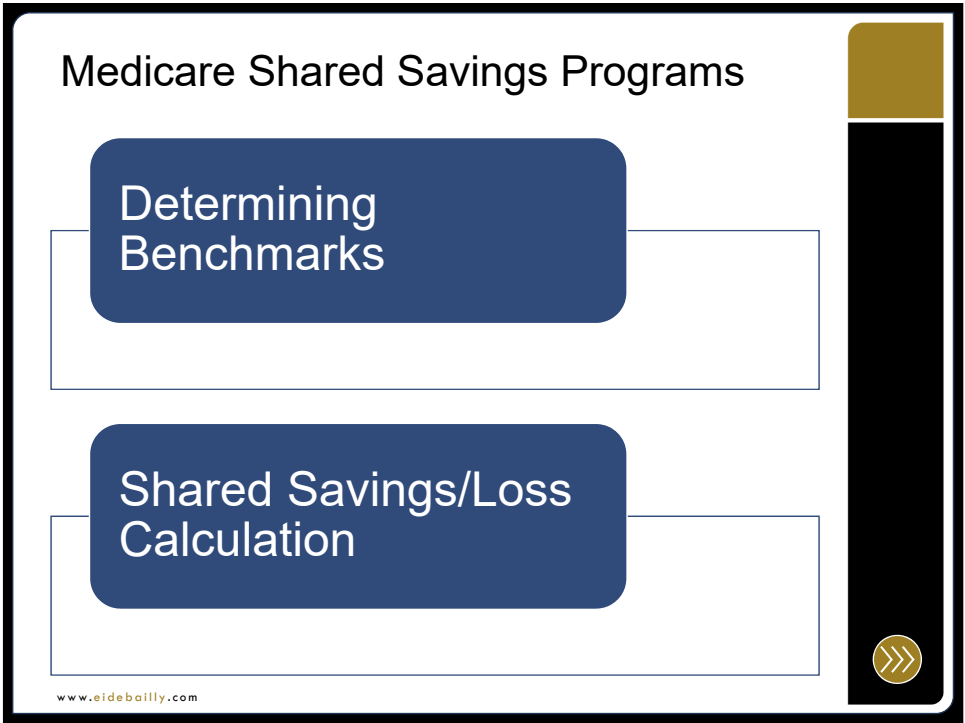 Medicare Shared Savings Programs
Determining
Benchmarks
Shared Savings/Loss
Calculation
www.eidebailly.com